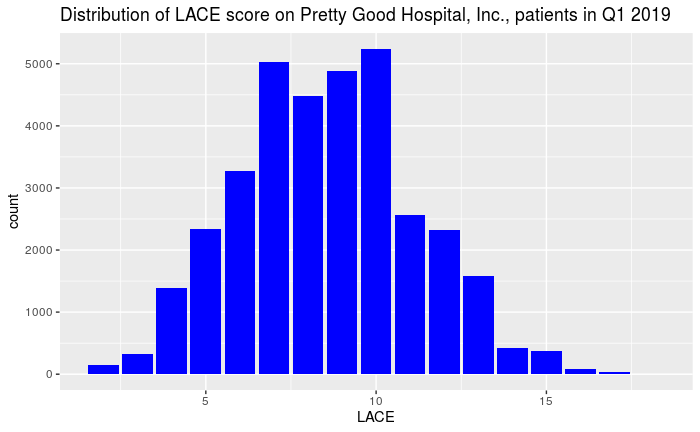 Distribution of LACE score on Pretty Good Hospital, Inc., patients in Q1 2019
5000
4000
3000
2000
1000
0
count
5 10 15
LACE